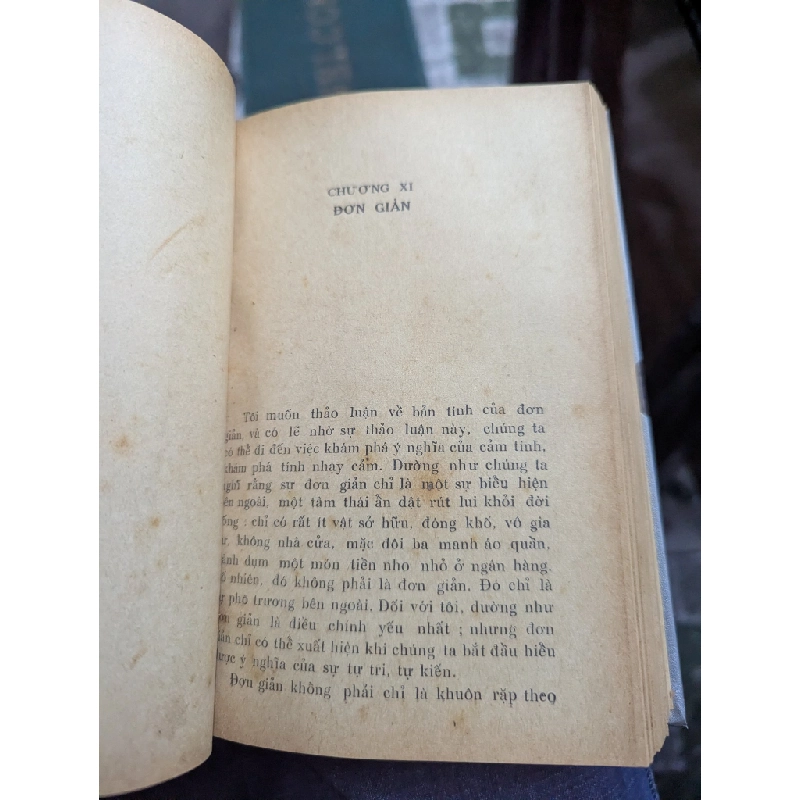 WELCOM
CHƯƠNG XI
ĐƠN GIẢN
Tôi muốn thảo luận về bản tính của đơn
giản và có lẽ nhờ sự thảo luận này, chúng ta
có thể đi đến việc khám phá ý nghĩa của cảm tính,
khám phá tính nhạy cảm. Dường như chúng ta
nghĩ rằng sự đơn giản chỉ là một sự biểu hiện
bên ngoài, một tâm thái ẩn dật rút lui khỏi đời
sống : chỉ có rất ít vật sở hữu, đóng khố, vô gia
cư, không nhà cửa, mặc đôi ba manh áo quần,
dành dụm một món tiền nho nhỏ ở ngân hàng.
nhiên, đó không phải là đơn giản. Đó chỉ là
sự phô trương bên ngoài. Đối với tôi, dường như
đơn giản là điều chính yếu nhất ; nhưng đơn
giản chỉ có thể xuất hiện khi chúng ta bắt đầu hiểu
được ý nghĩa của sự tự tri, tự kiến.
Đơn giản không phải chỉ là khuôn rập theo